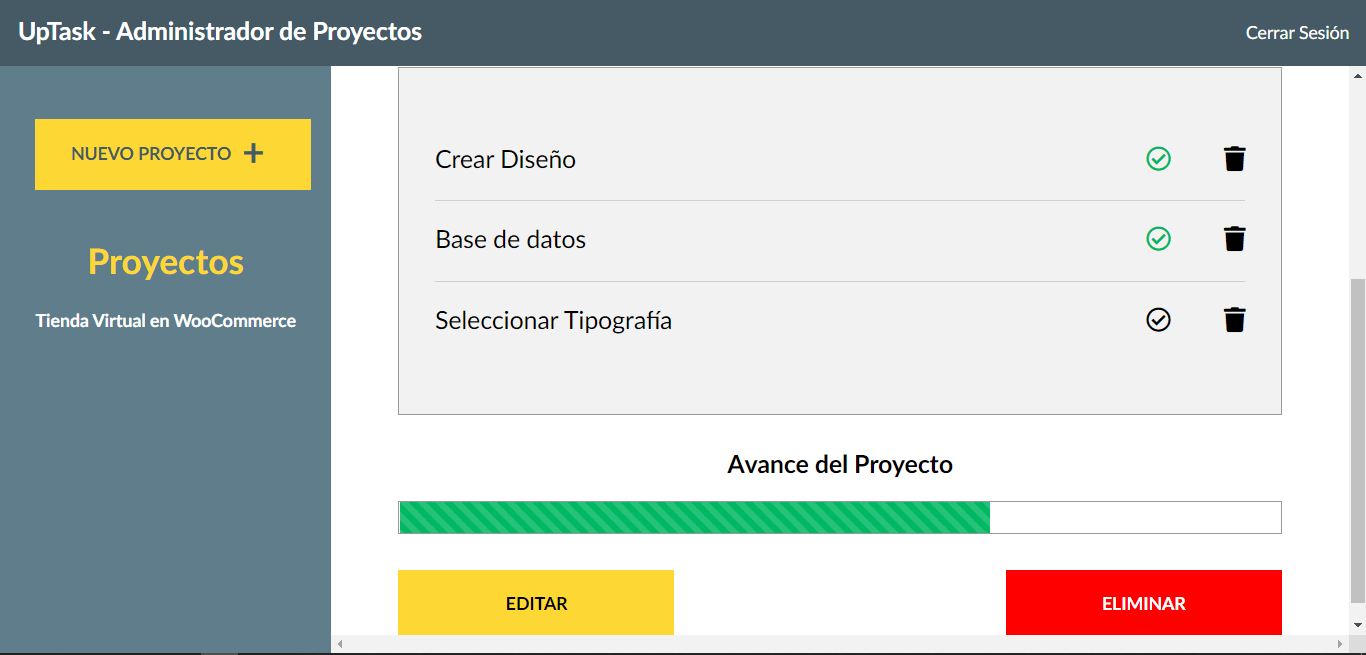 UpTask - Administrador de Proyectos
Cerrar Sesión
NUEVO PROYECTO
Proyectos
Tienda Virtual en WooCommerce
Crear Diseño
Base de datos
Seleccionar Tipografía
Avance del Proyecto
EDITAR
ELIMINAR